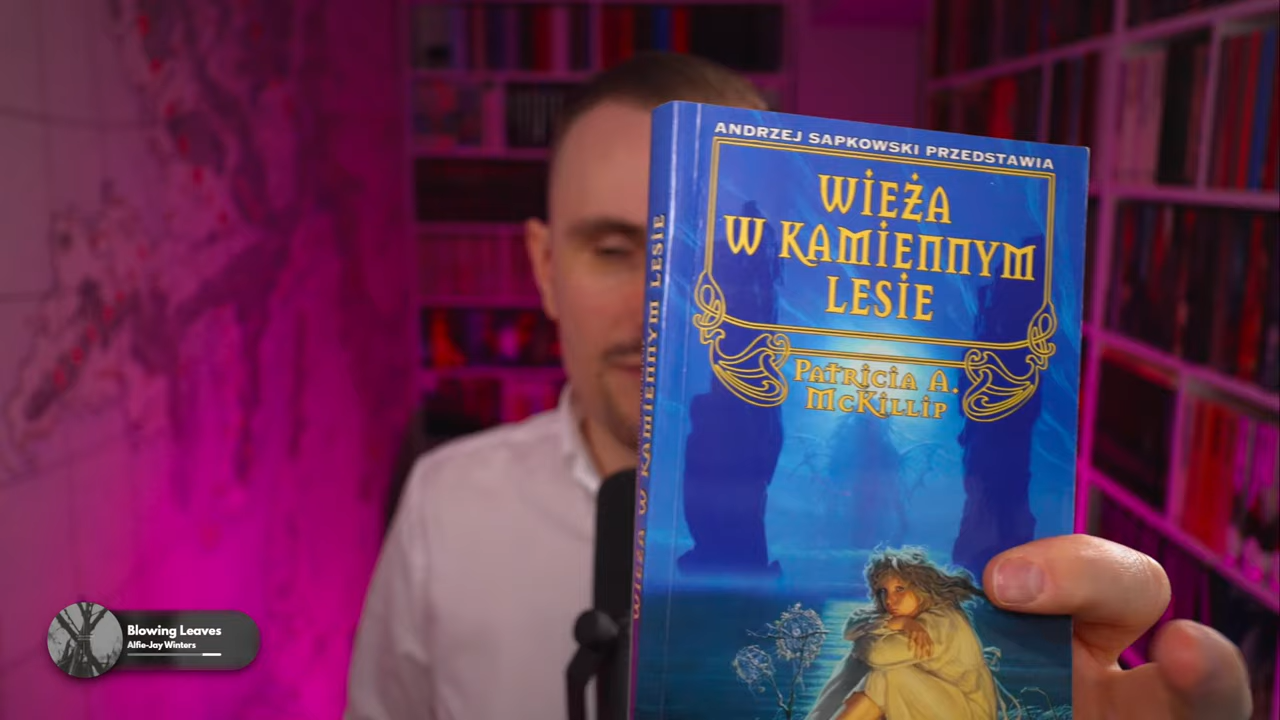 ANDRZEJ SAPKOWSKI PRZEDSTAWIA
WIEŻA
W KAMIENNYM
LESIE
PATRICIA A.
MCKILLIP
WIEŻA W KAMIENNYM LESIE
Blowing Leaves
Alfie-Jay Winters